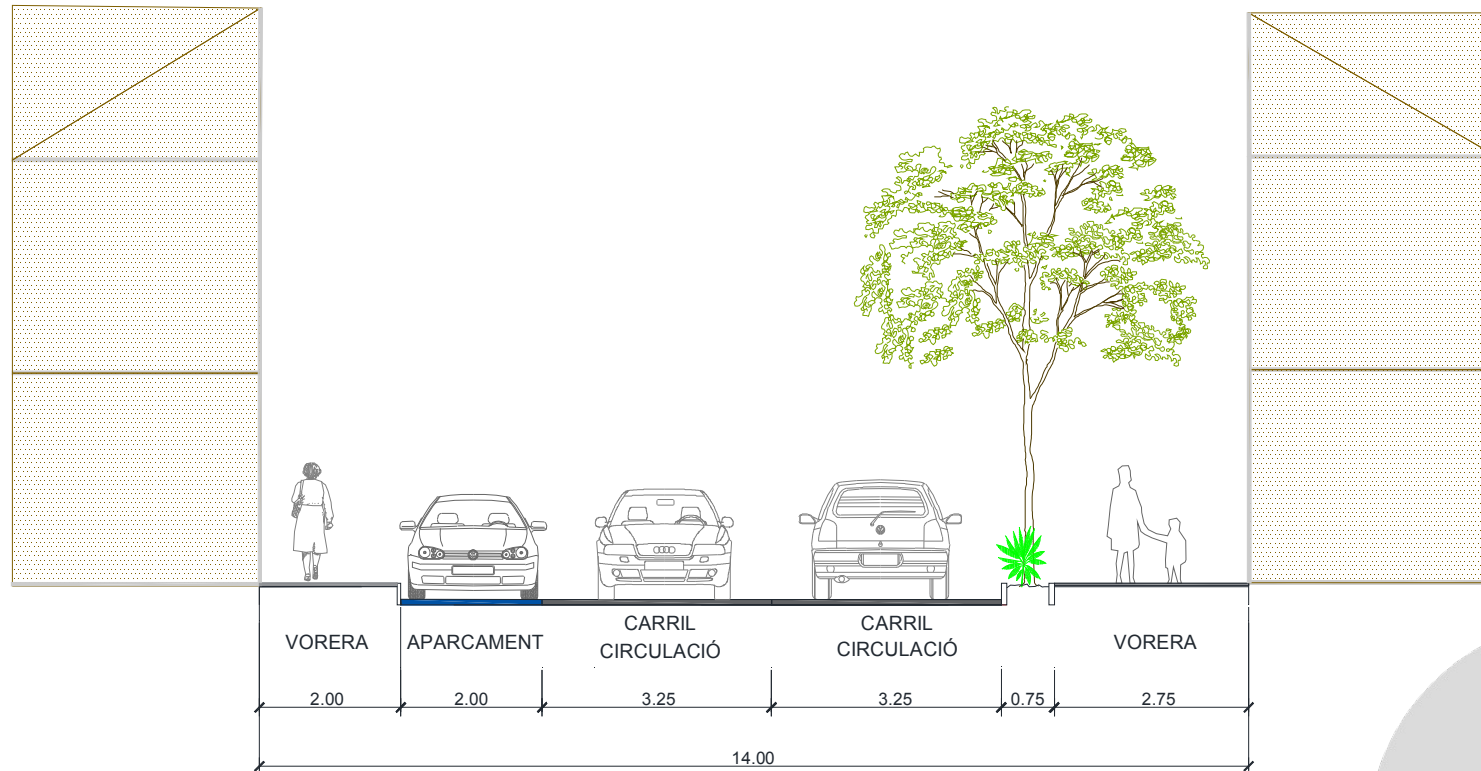 VORERA
APARCAMENT
CARRIL
CIRCULACIÓ
CARRIL
CIRCULACIÓ
VORERA
2.00
2.00
3.25
3.25
0.75
2.75
14.00